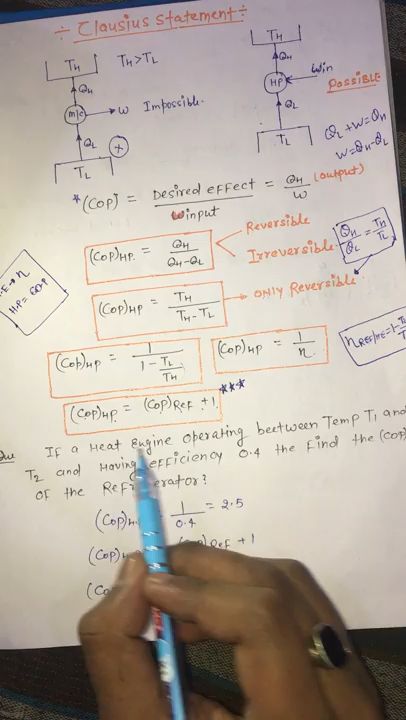 ÷ Clausius Statement ÷
TH TH>TL
QH
M/C → W Impossible.
QL
TL
TH
QH
HP Win
QL
TL
POSSIBLE
QL + W = QH
W = QH - QL
*(COP) = Desired effect / Winput = QH / W (output)
(COP)HP = QH / QH-QL
Reversible
Irreversible
QH / QL = TH / TL
(COP)HP = TH / TH-TL → ONLY Reversible
(COP)HP = 1 / 1 - TL/TH
(COP)HP = 1 / η
(COP)HP = (COP)Ref + 1 ***
Que If a Heat Engine operating beetween Temp T1 and
T2 and Having efficiency 0.4 the Find the (COP)
of the Refrigerator?
1 / 0.4 = 2.5
Ref + 1